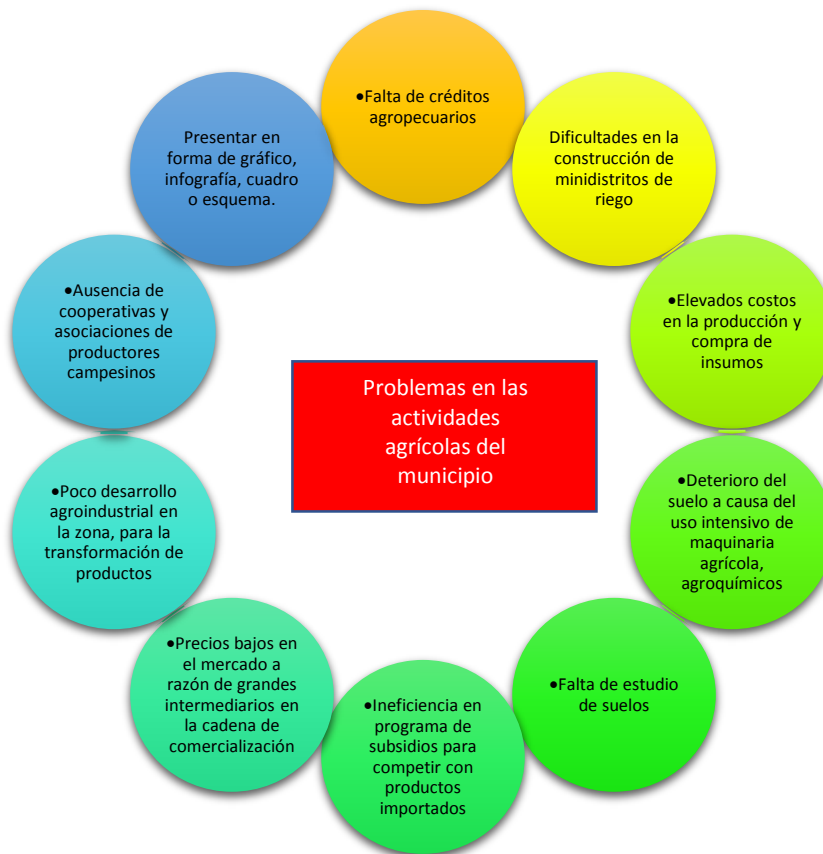 •Falta de créditos
agropecuarios
Dificultades en la
construcción de
minidistritos de
riego
•Elevados costos
en la producción y
compra de
insumos
•Deterioro del
suelo a causa del
uso intensivo de
maquinaria
agrícola,
agroquímicos
•Falta de estudio
de suelos
•Ineficiencia en
programa de
subsidios para
competir con
productos
importados
•Precios bajos en
el mercado a
razón de grandes
intermediarios en
la cadena de
comercialización
•Poco desarrollo
agroindustrial en
la zona, para la
transformación de
productos
•Ausencia de
cooperativas y
asociaciones de
productores
campesinos
Presentar en
forma de gráfico,
infografía, cuadro
o esquema.
Problemas en las
actividades
agrícolas del
municipio